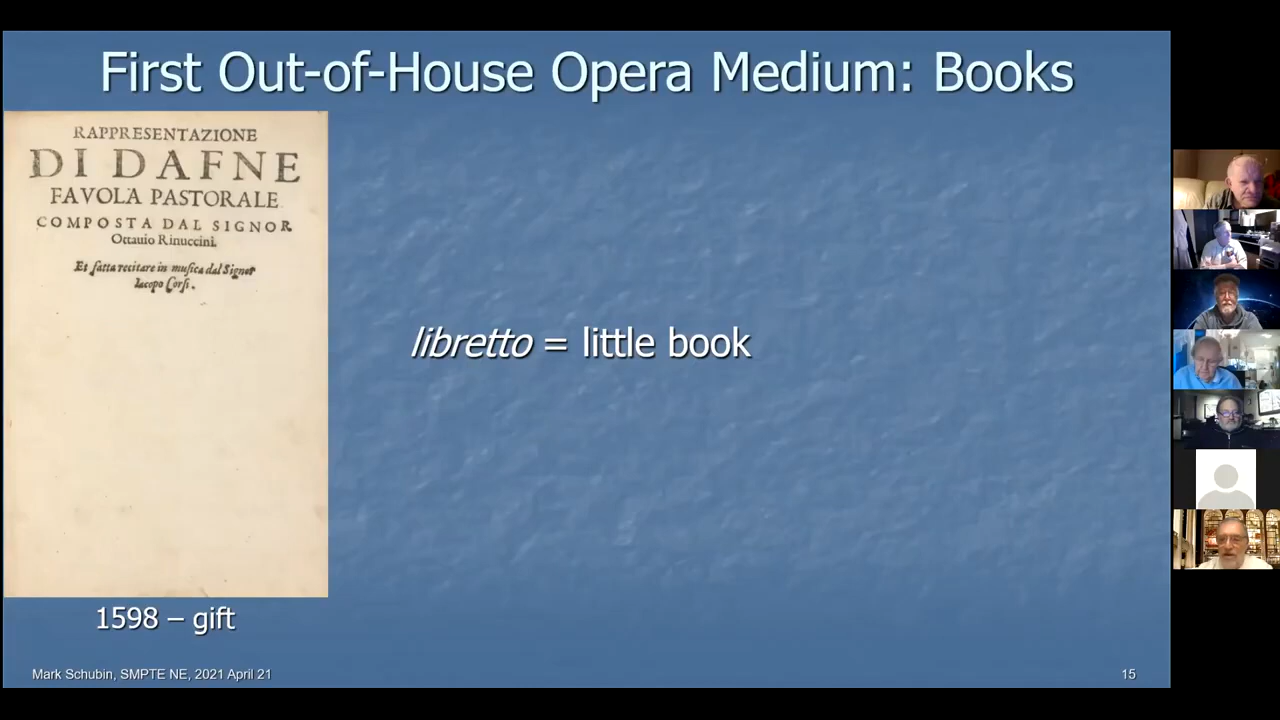 First Out-of-House Opera Medium: Books
RAPPRESENTAZIONE
DI DAFNE
FAVOLA PASTORALE
COMPOSTA DAL SIGNOR
Ottauio Rinuccini.
Et fatta recitare in musica dal Signor
Iacopo Corsi.
libretto = little book
1598 – gift
Mark Schubin, SMPTE NE, 2021 April 21
15